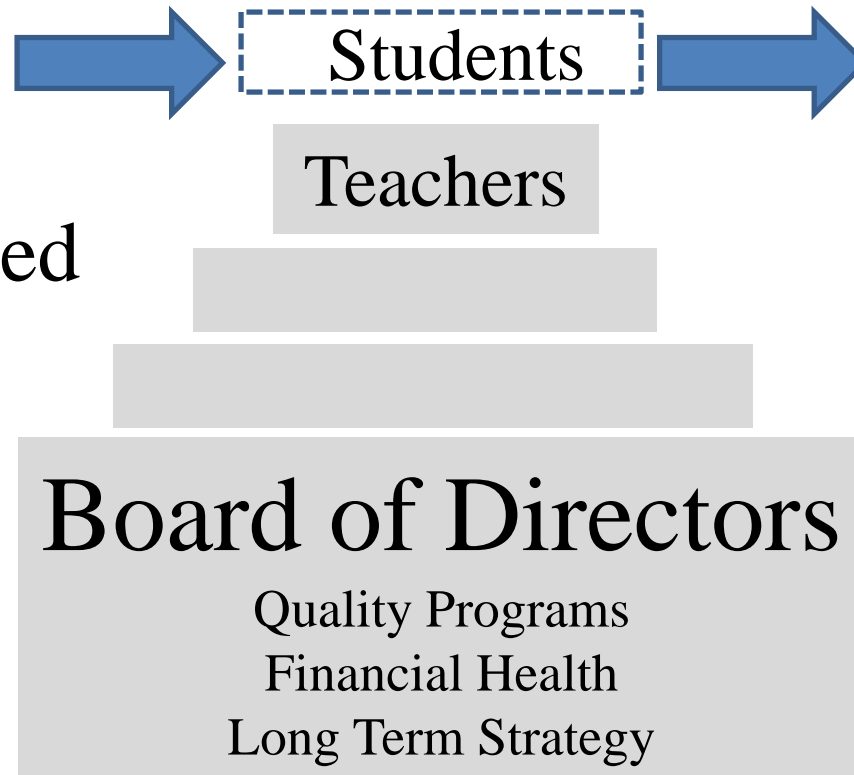 Students
Teachers
ed
Board of Directors
Quality Programs
Financial Health
Long Term Strategy